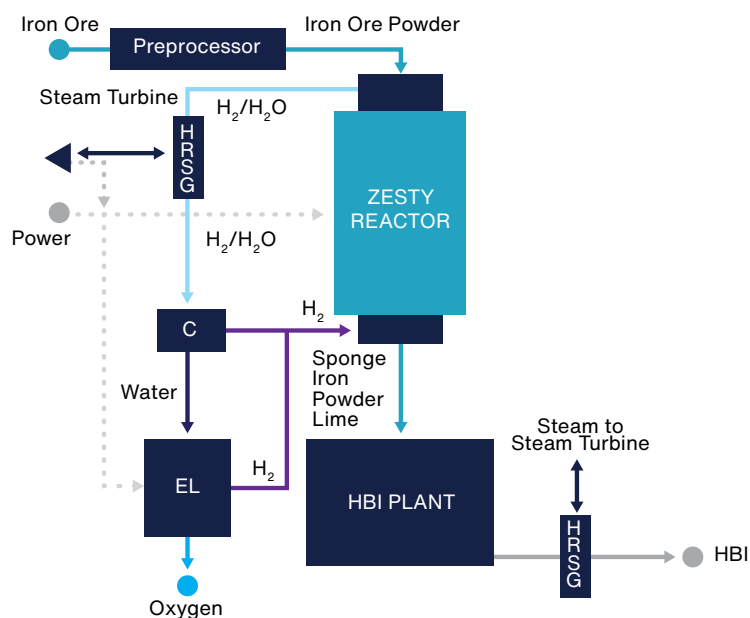 Iron Ore
Preprocessor
Iron Ore Powder
Steam Turbine
H₂/H₂O
HRSG
ZESTY
REACTOR
Power
H₂/H₂O
C
H₂
Water
Sponge
Iron
Powder
Lime
EL
H₂
HBI PLANT
Steam to
Steam Turbine
HRSG
HBI
Oxygen